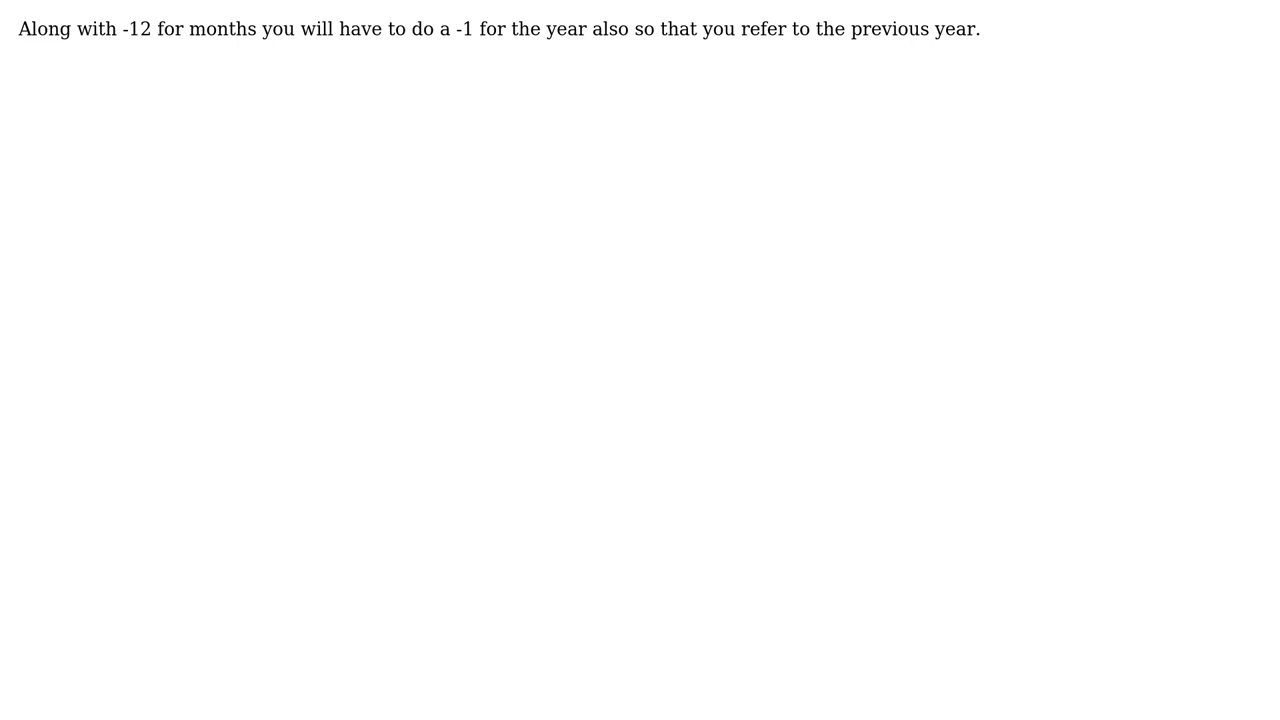 Along with -12 for months you will have to do a -1 for the year also so that you refer to the previous year.